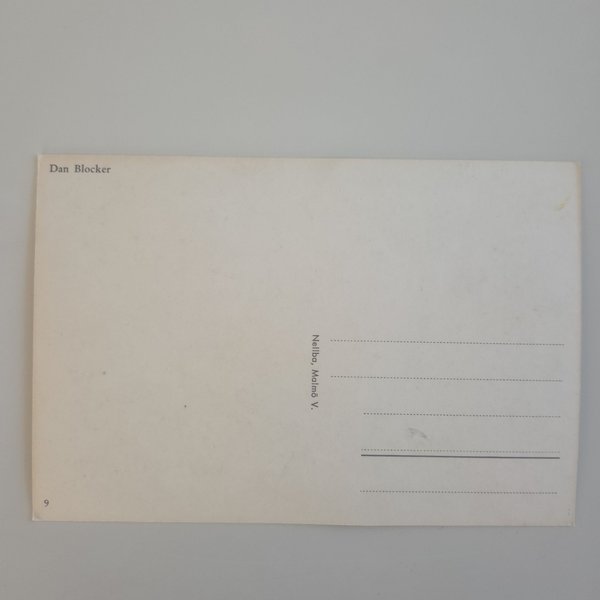 Dan Blocker
Nellba, Malmö V.
9